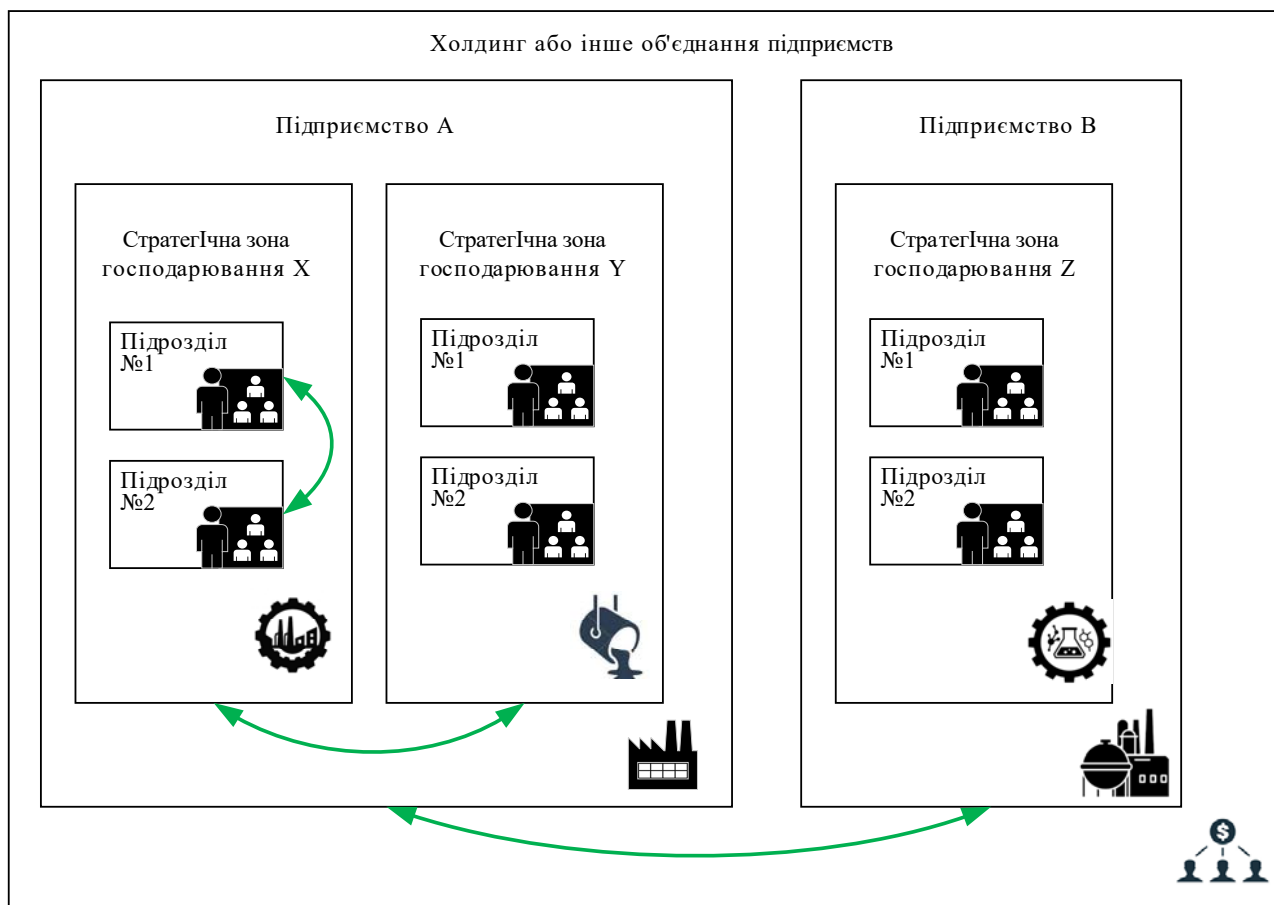 Холдинг або інше об'єднання підприємств
Підприємство А
СтратегІчна зона
господарювання X
Підрозділ
№1
Підрозділ
№2
Стратегічна зона
господарювання Y
Підрозділ
№1
Підрозділ
№2
Підприємство В
СтратегІчна зона
господарювання Z
Підрозділ
№1
Підрозділ
№2
$